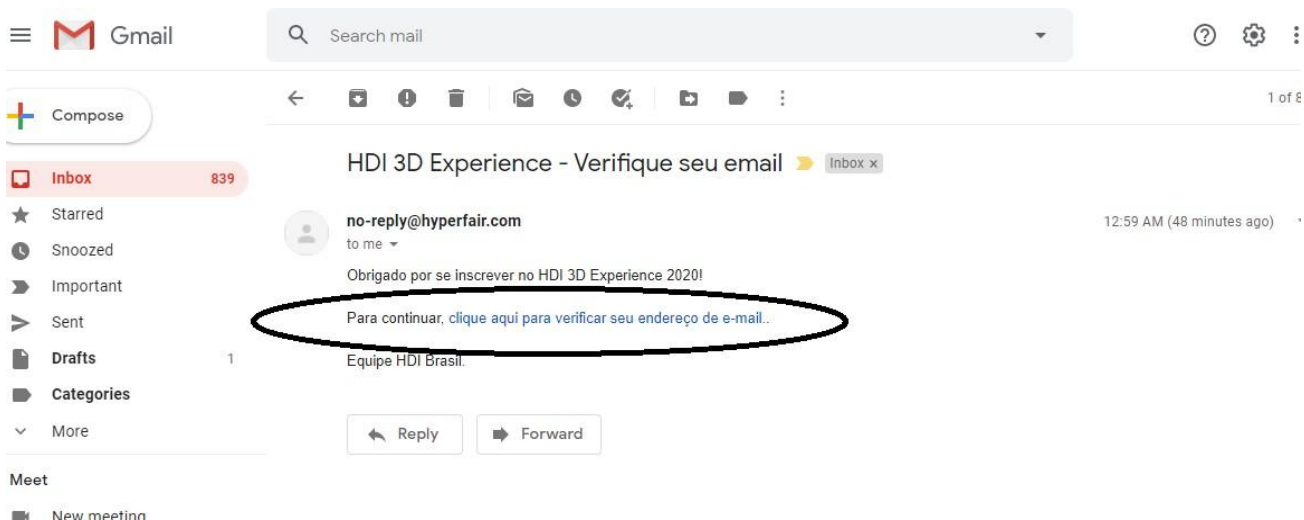 Gmail
Search mail
Compose
1 of 8
HDI 3D Experience - Verifique seu email
Inbox x
Inbox 839
Starred
Snoozed
Important
Sent
Drafts 1
Categories
More
Meet
New meeting
no-reply@hyperfair.com
12:59 AM (48 minutes ago)
to me
Obrigado por se inscrever no HDI 3D Experience 2020!
Para continuar, clique aqui para verificar seu endereço de e-mail..
Equipe HDI Brasil.
Reply
Forward